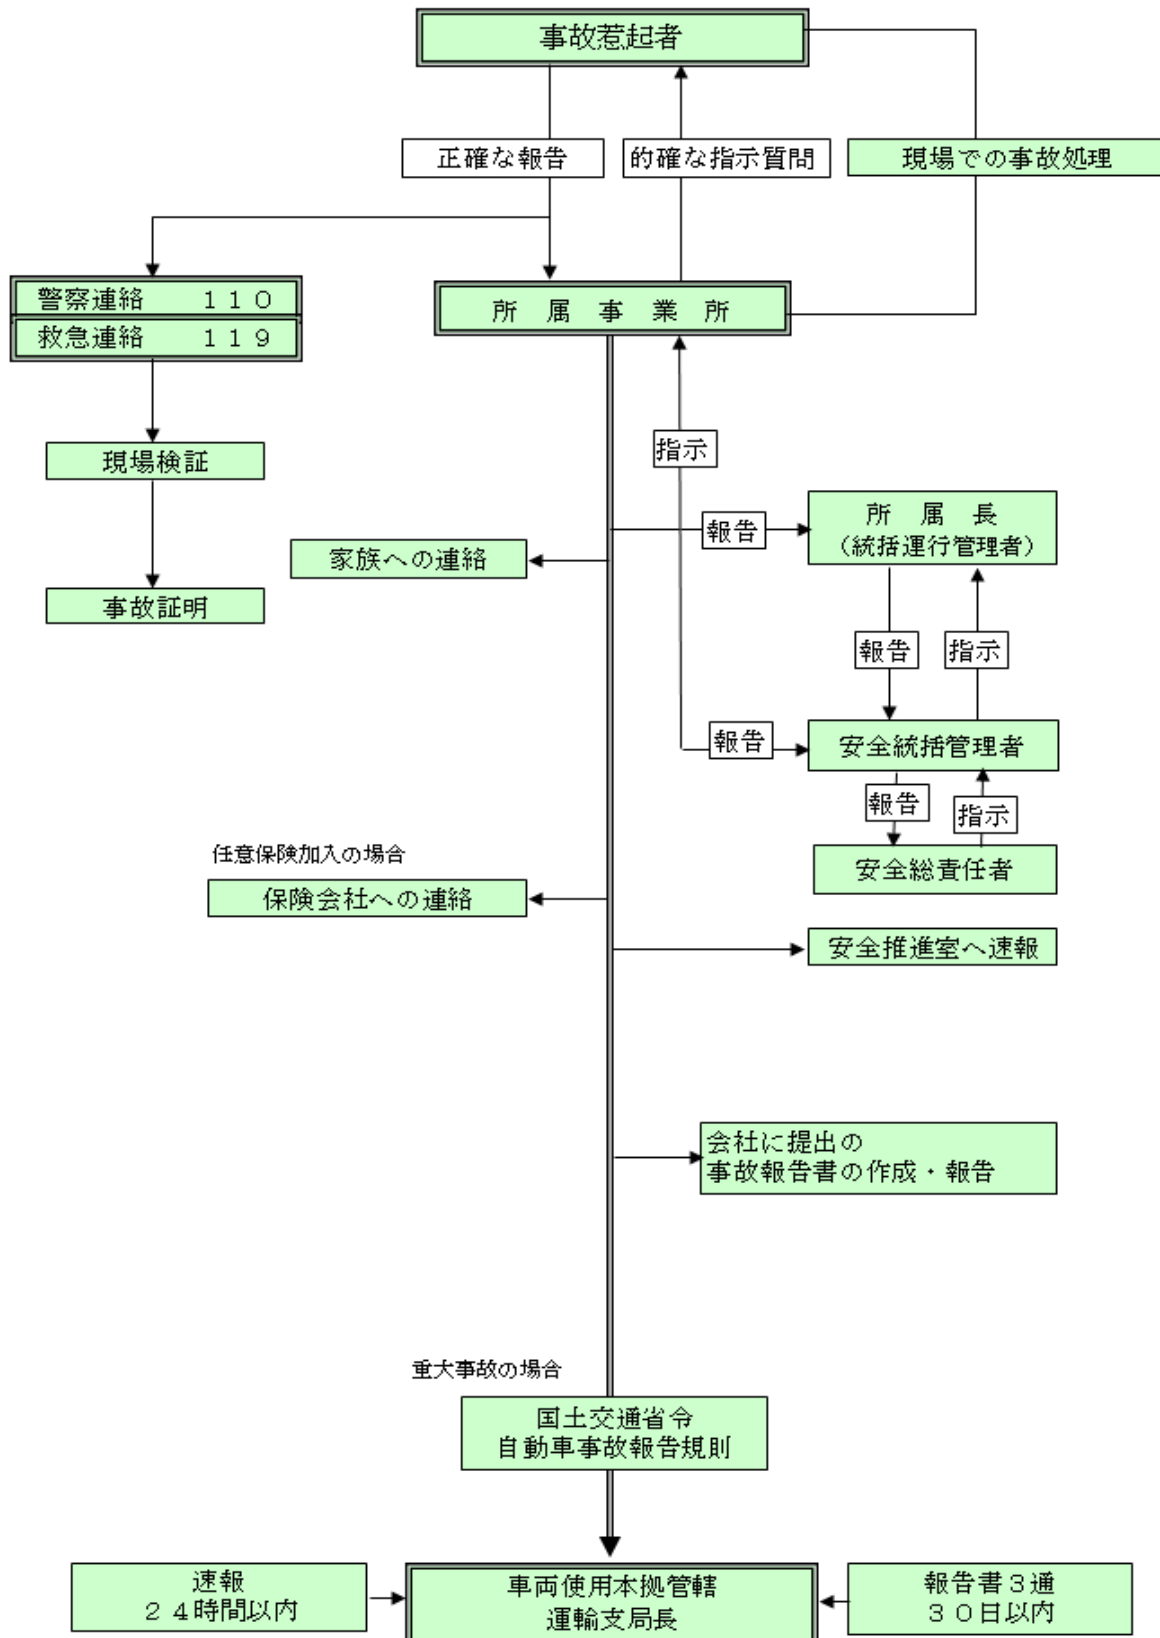 事故惹起者
正確な報告
的確な指示質問
現場での事故処理
警察連絡　１１０
救急連絡　１１９
所　属　事　業　所
現場検証
指示
報告
所　属　長
（統括運行管理者）
家族への連絡
事故証明
報告
指示
報告
安全統括管理者
報告
指示
任意保険加入の場合
安全総責任者
保険会社への連絡
安全推進室へ速報
会社に提出の
事故報告書の作成・報告
重大事故の場合
国土交通省令
自動車事故報告規則
速報
２４時間以内
車両使用本拠管轄
運輸支局長
報告書３通
３０日以内